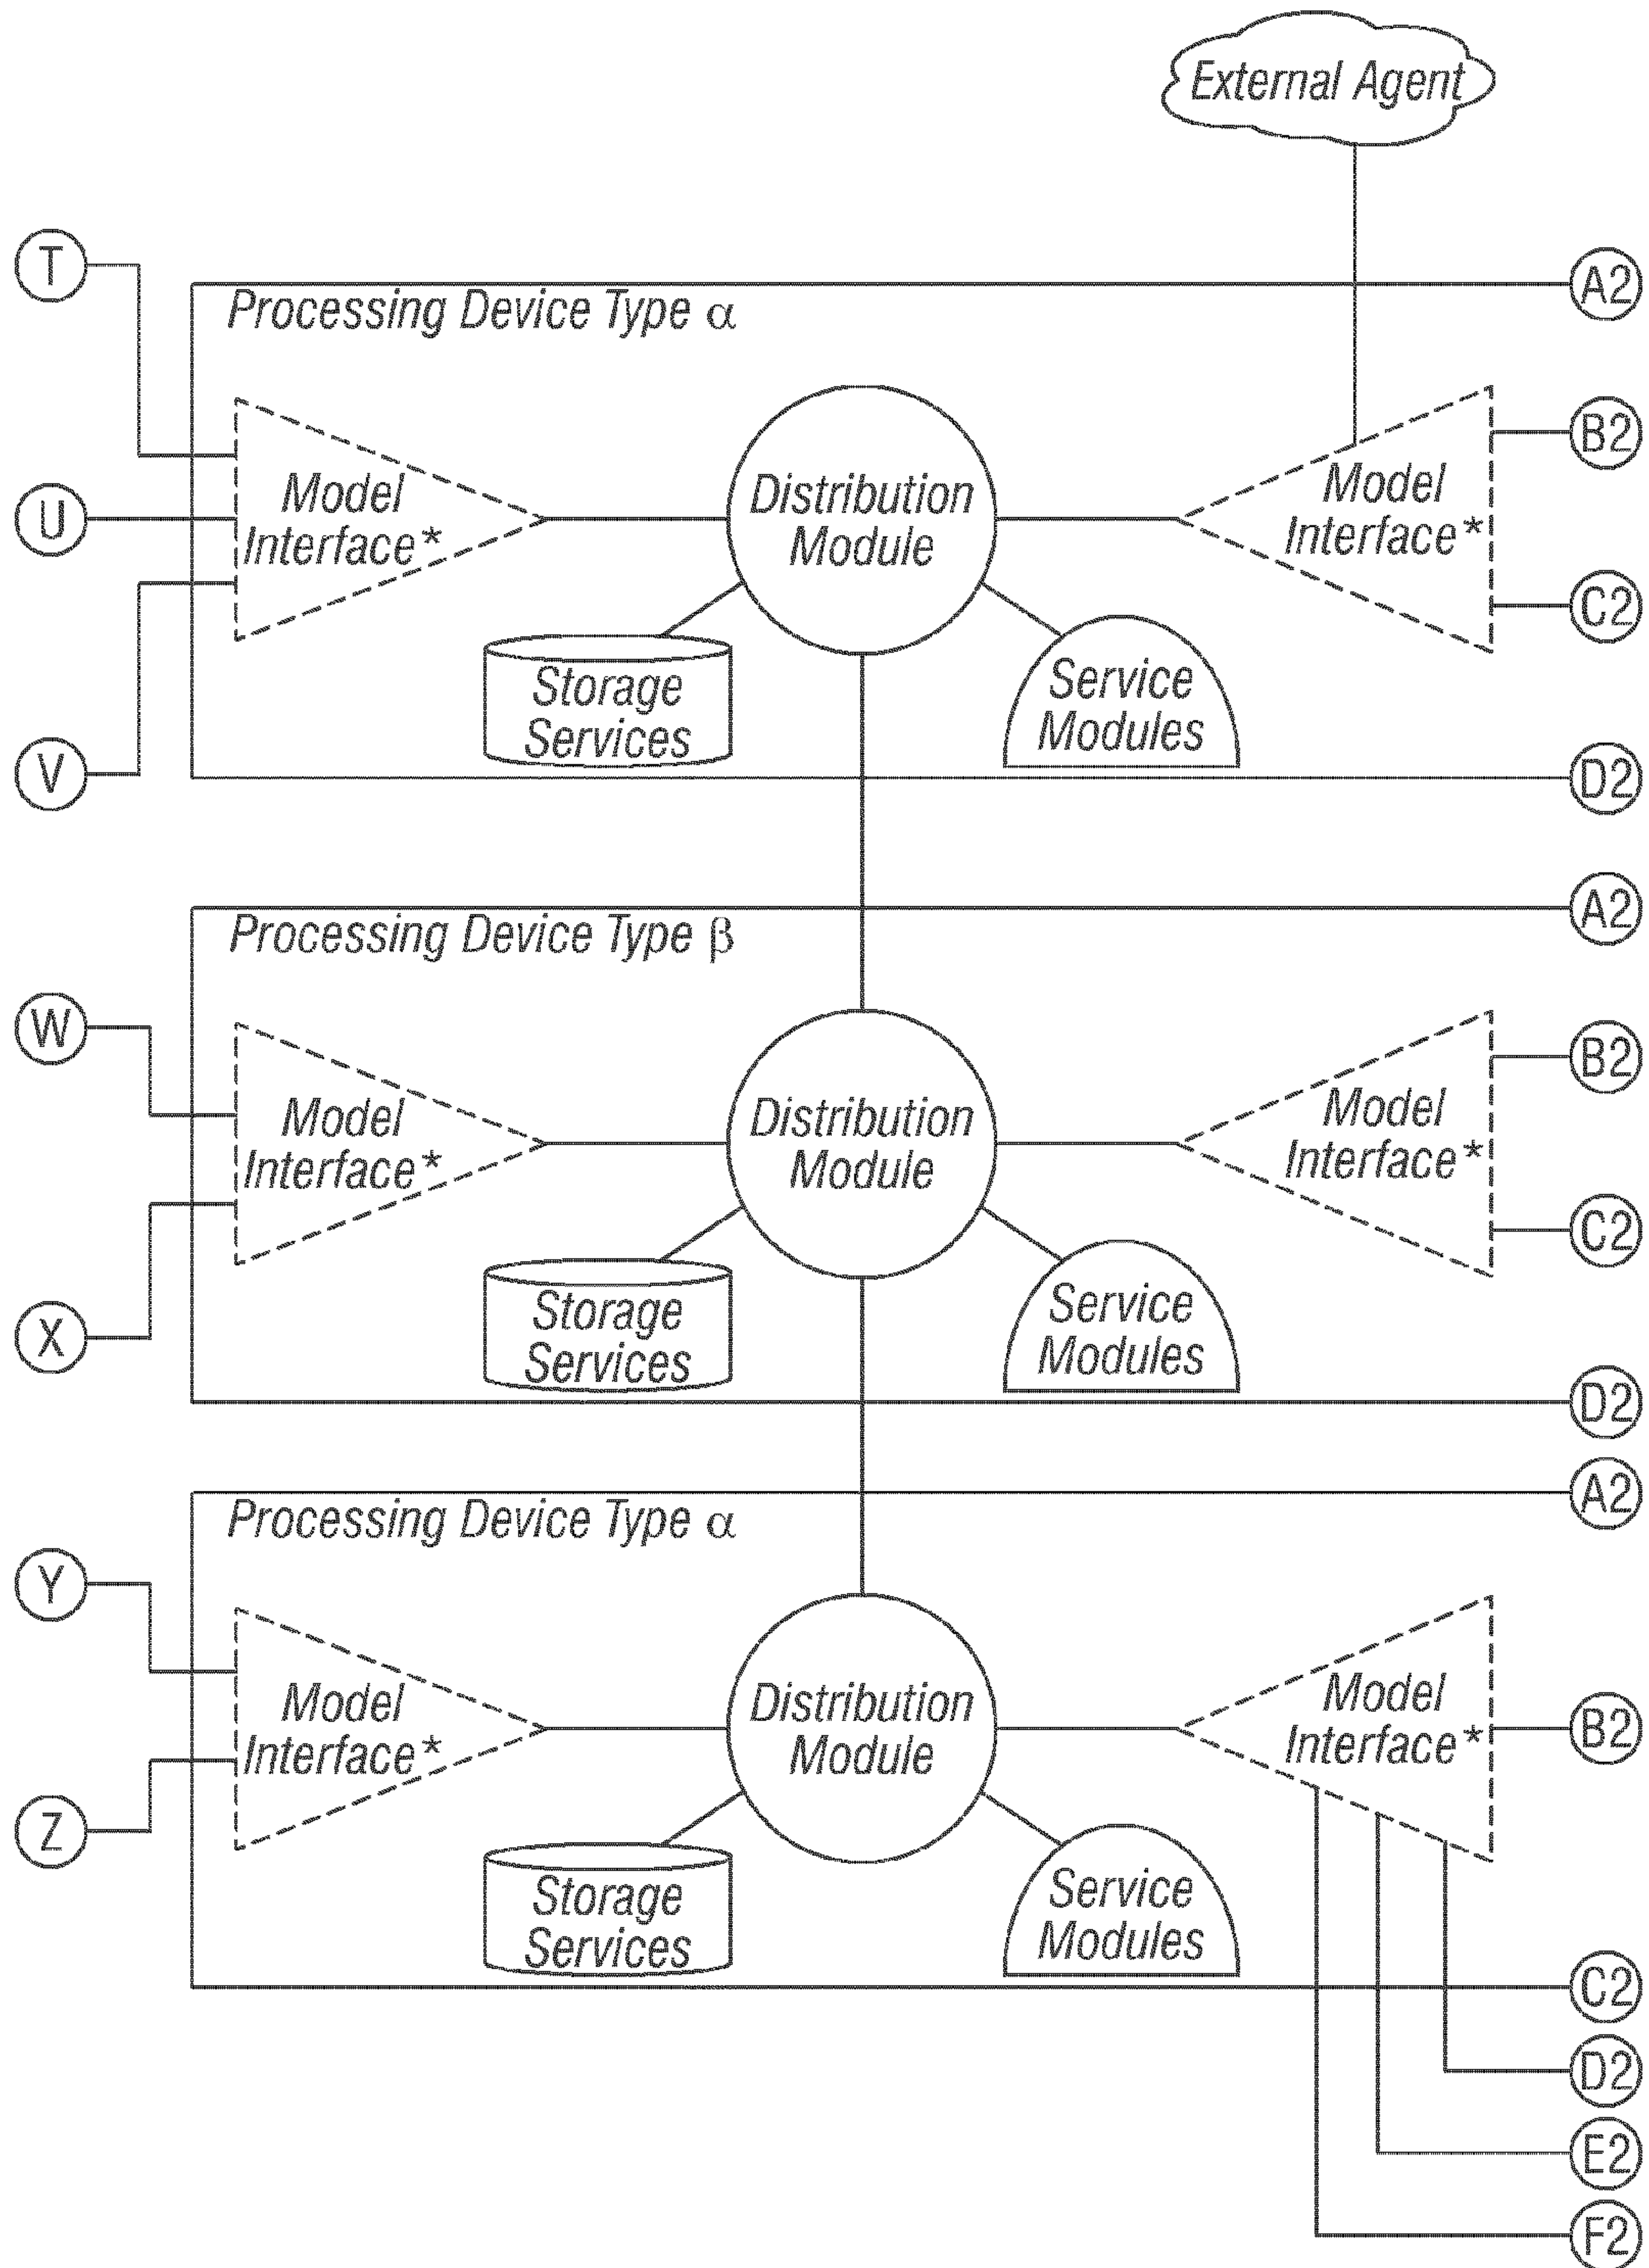 External Agent
T
A2
Processing Device Type α
B2
Model
Interface*
Distribution
Module
Model
Interface*
U
C2
Storage
Services
Service
Modules
V
D2
A2
Processing Device Type β
W
B2
Model
Interface*
Distribution
Module
Model
Interface*
C2
Storage
Services
Service
Modules
X
D2
A2
Processing Device Type α
Y
Model
Interface*
Distribution
Module
Model
Interface*
B2
Z
Storage
Services
Service
Modules
C2
D2
E2
F2